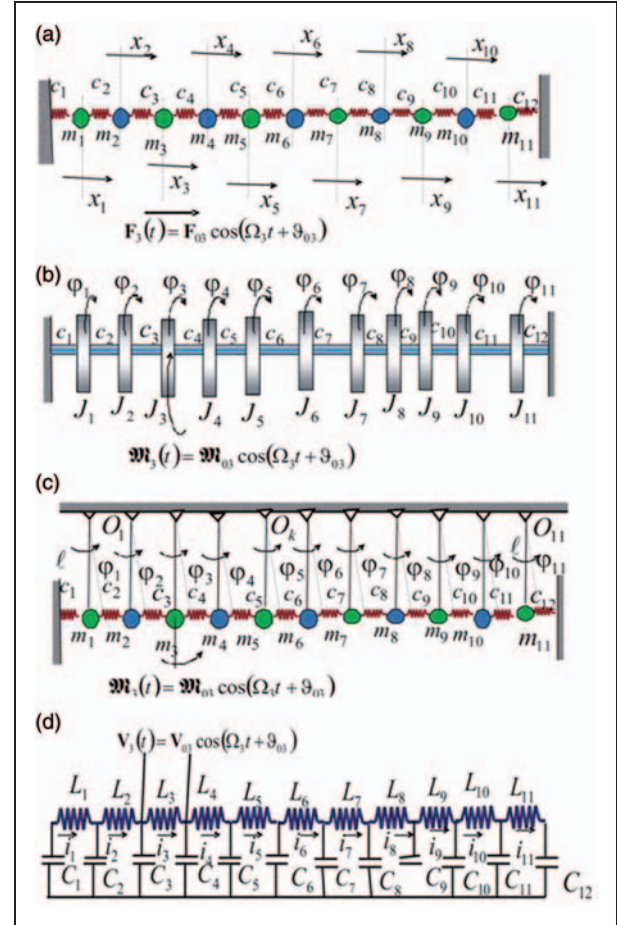 (a)
x₂ x₄ x₆ x₈ x₁₀
c₁ c₂ c₃ c₄ c₅ c₆ c₇ c₈ c₉ c₁₀ c₁₁ c₁₂
m₁ m₂ m₃ m₄ m₅ m₆ m₇ m₈ m₉ m₁₀ m₁₁
x₁ x₃ x₅ x₇ x₉ x₁₁
F₃(t) = F₀₃ cos(Ω₃t + ϑ₀₃)
(b)
φ₁ φ₂ φ₃ φ₄ φ₅ φ₆ φ₇ φ₈ φ₉ φ₁₀ φ₁₁
c₁ c₂ c₃ c₄ c₅ c₆ c₇ c₈ c₉ c₁₀ c₁₁ c₁₂
J₁ J₂ J₃ J₄ J₅ J₆ J₇ J₈ J₉ J₁₀ J₁₁
𝕸₃(t) = 𝕸₀₃ cos(Ω₃t + ϑ₀₃)
(c)
O₁ Oₖ O₁₁
ℓ φ₁ φ₂ φ₃ φ₄ φ₅ φ₆ φ₇ φ₈ φ₉ φ₁₀ ℓ φ₁₁
c₁ c₂ c₃ c₄ c₅ c₆ c₇ c₈ c₉ c₁₀ c₁₁ c₁₂
m₁ m₂ m₃ m₄ m₅ m₆ m₇ m₈ m₉ m₁₀ m₁₁
𝕸₃(t) = 𝕸₀₃ cos(Ω₃t + ϑ₀₃)
(d)
V₃(t) = V₀₃ cos(Ω₃t + ϑ₀₃)
L₁ L₂ L₃ L₄ L₅ L₆ L₇ L₈ L₉ L₁₀ L₁₁
i₁ i₂ i₃ i₄ i₅ i₆ i₇ i₈ i₉ i₁₀ i₁₁
C₁ C₂ C₃ C₄ C₅ C₆ C₇ C₈ C₉ C₁₀ C₁₁ C₁₂